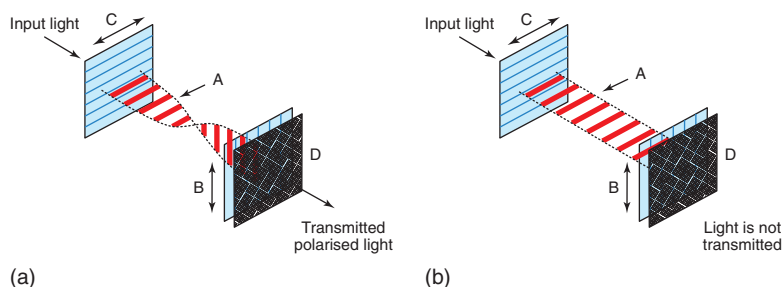 Input light
C
A
B
D
Transmitted
polarised light
(a)
Input light
C
A
B
D
Light is not
transmitted
(b)